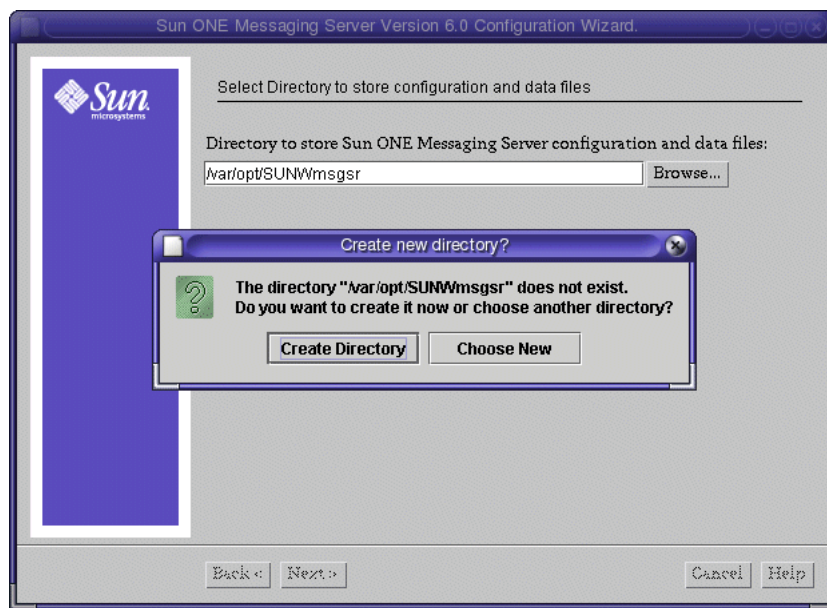 Sun ONE Messaging Server Version 6.0 Configuration Wizard.
Sun
microsystems
Select Directory to store configuration and data files
Directory to store Sun ONE Messaging Server configuration and data files:
/var/opt/SUNWmsgsr
Browse...
Create new directory?
The directory "/var/opt/SUNWmsgsr" does not exist.
Do you want to create it now or choose another directory?
Create Directory
Choose New
Back <
Next >
Cancel
Help